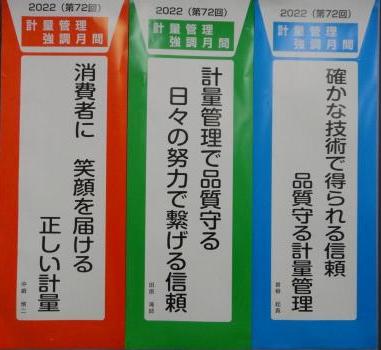 2022(第72回)
計量管理
強調月間
消費者に 笑顔を届ける
正しい計量
2022(第72回)
計量管理
強調月間
計量管理で品質守る
日々の努力で繋げる信頼
2022(第72回)
計量管理
強調月間
確かな技術で得られる信頼
品質守る計量管理